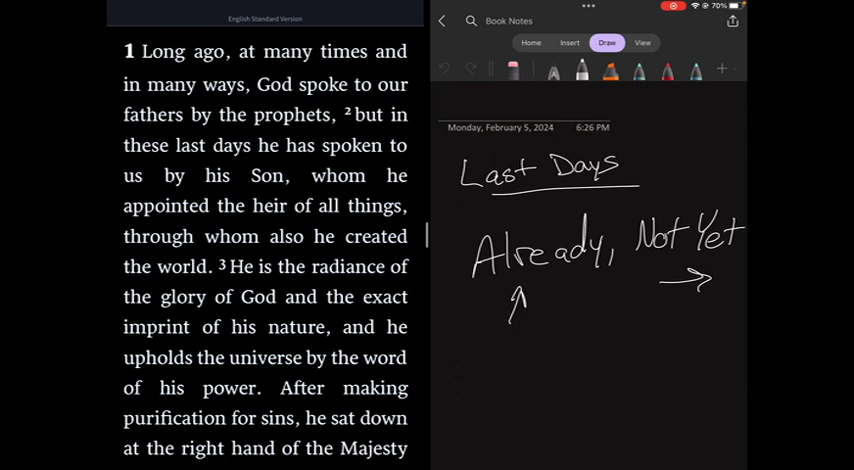 English Standard Version
1 Long ago, at many times and
in many ways, God spoke to our
fathers by the prophets, 2 but in
these last days he has spoken to
us by his Son, whom he
appointed the heir of all things,
through whom also he created
the world. 3 He is the radiance of
the glory of God and the exact
imprint of his nature, and he
upholds the universe by the word
of his power. After making
purification for sins, he sat down
at the right hand of the Majesty
70%
Book Notes
Home Insert Draw View
A
Monday, February 5, 2024 6:26 PM
Last Days
Already, Not Yet